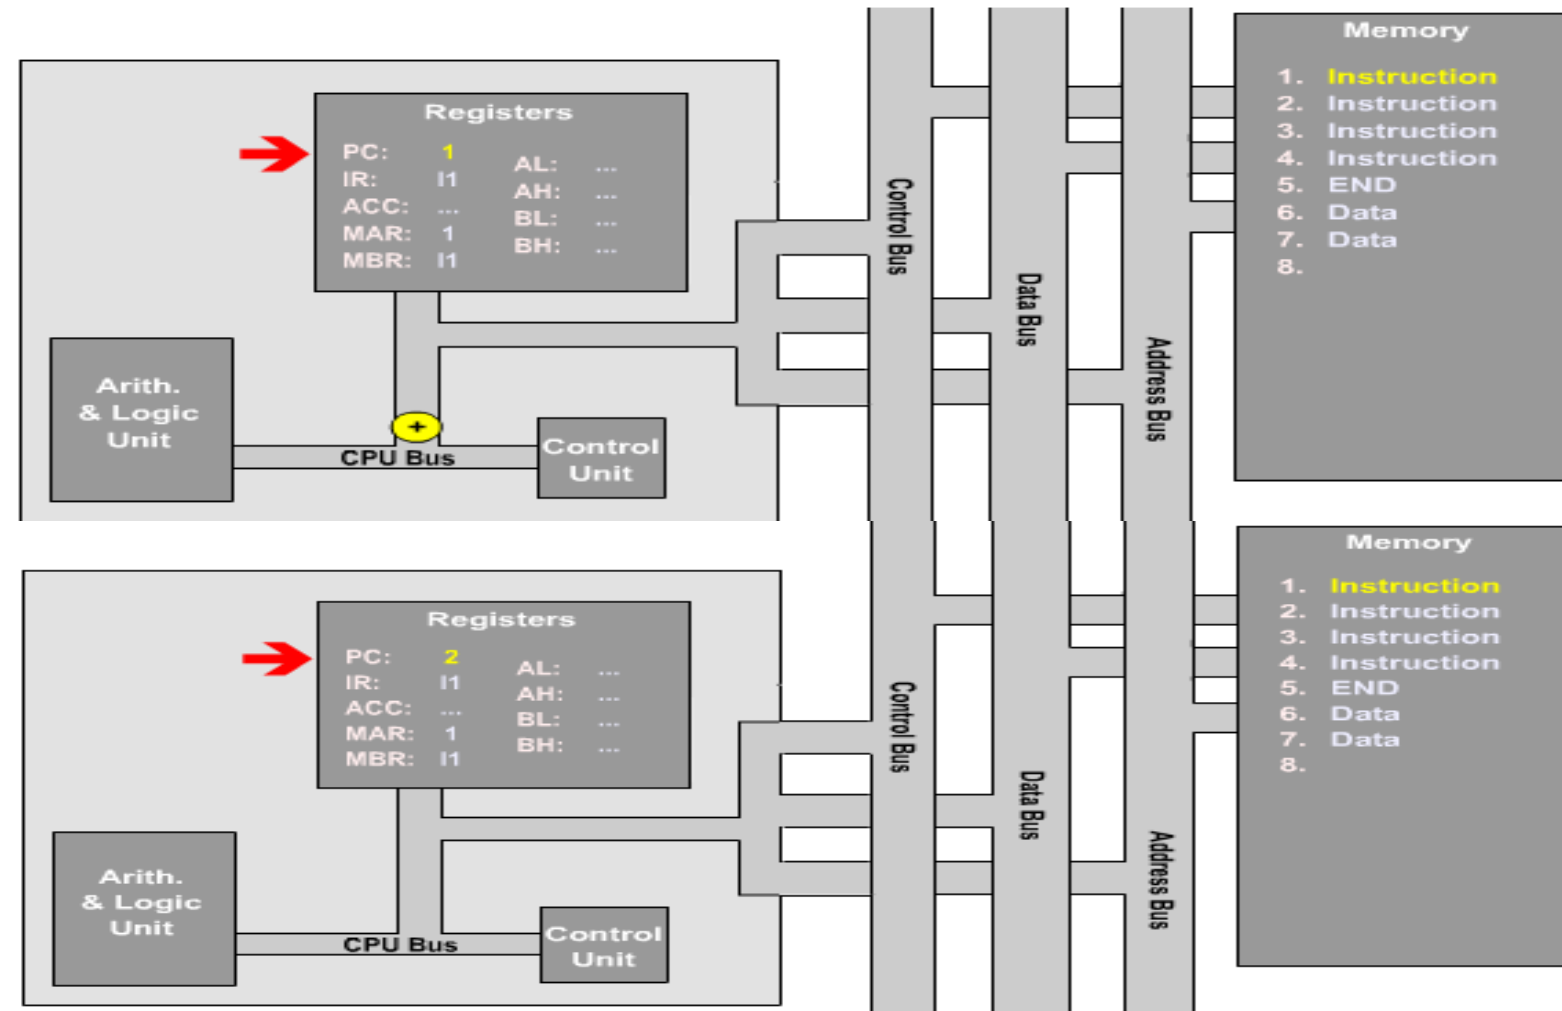 Memory
1. Instruction
2. Instruction
3. Instruction
4. Instruction
5. END
6. Data
7. Data
8.
Registers
PC: 1
IR: I1
ACC: ...
MAR: 1
MBR: I1
AL: ...
AH: ...
BL: ...
BH: ...
Control Bus
Data Bus
Address Bus
Arith.
& Logic
Unit
+
CPU Bus
Control
Unit
Memory
1. Instruction
2. Instruction
3. Instruction
4. Instruction
5. END
6. Data
7. Data
8.
Registers
PC: 2
IR: I1
ACC: ...
MAR: 1
MBR: I1
AL: ...
AH: ...
BL: ...
BH: ...
Control Bus
Data Bus
Address Bus
Arith.
& Logic
Unit
CPU Bus
Control
Unit